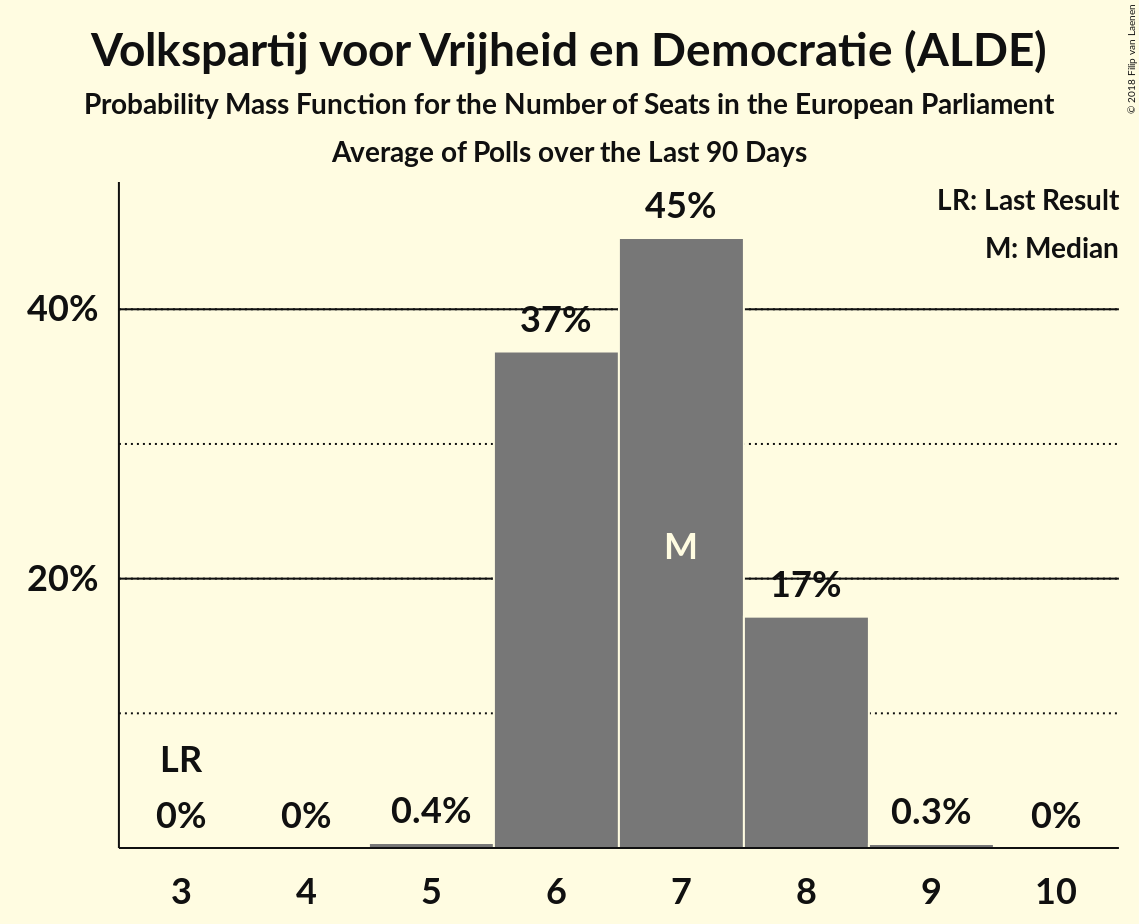 Volkspartij voor Vrijheid en Democratie (ALDE)
Probability Mass Function for the Number of Seats in the European Parliament
Average of Polls over the Last 90 Days
© 2018 Filip van Laenen
LR: Last Result
M: Median
45%
40%
37%
M
20%
17%
LR
0%
0%
0.4%
0.3%
0%
3 4 5 6 7 8 9 10